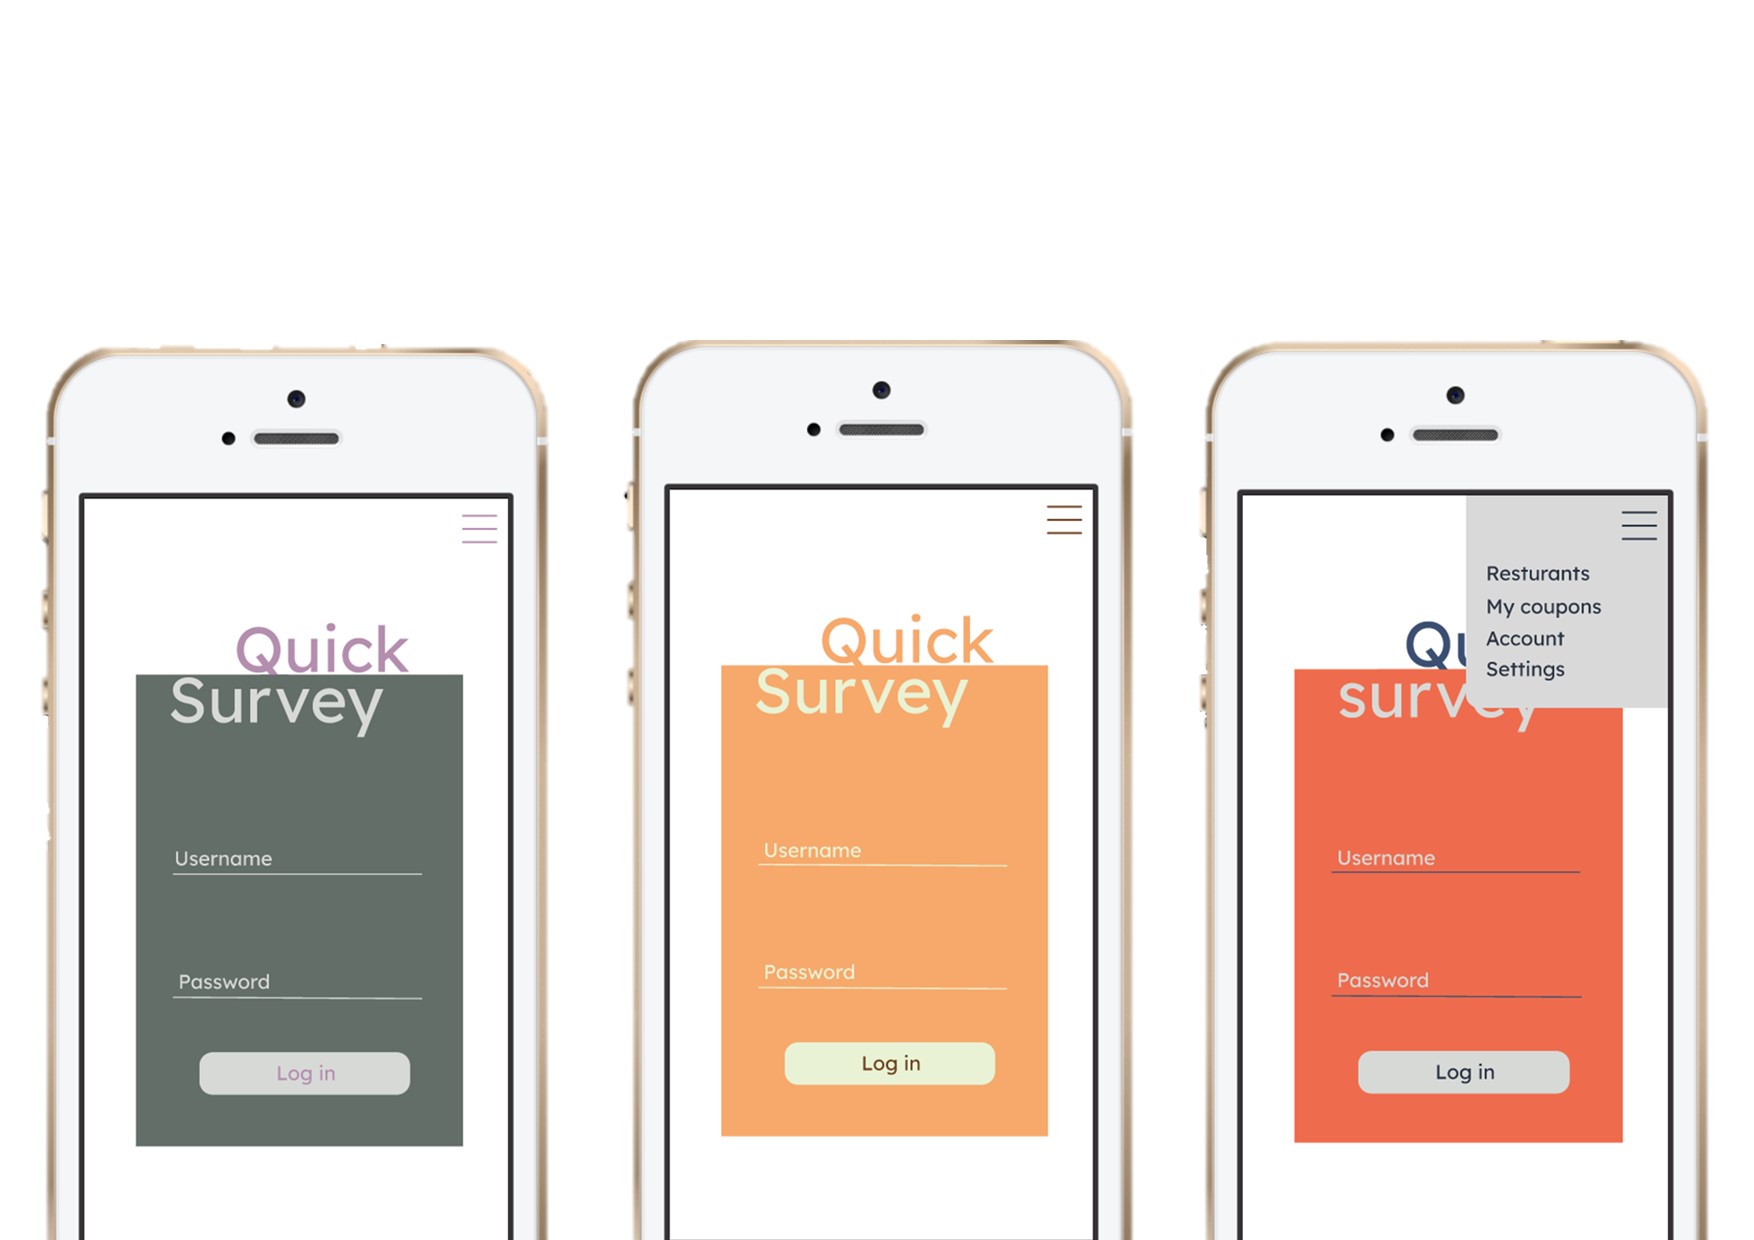 Quick
Survey
Username
Password
Log in
Quick
Survey
Username
Password
Log in
Resturants
My coupons
Account
Settings
Qu
survey
Username
Password
Log in